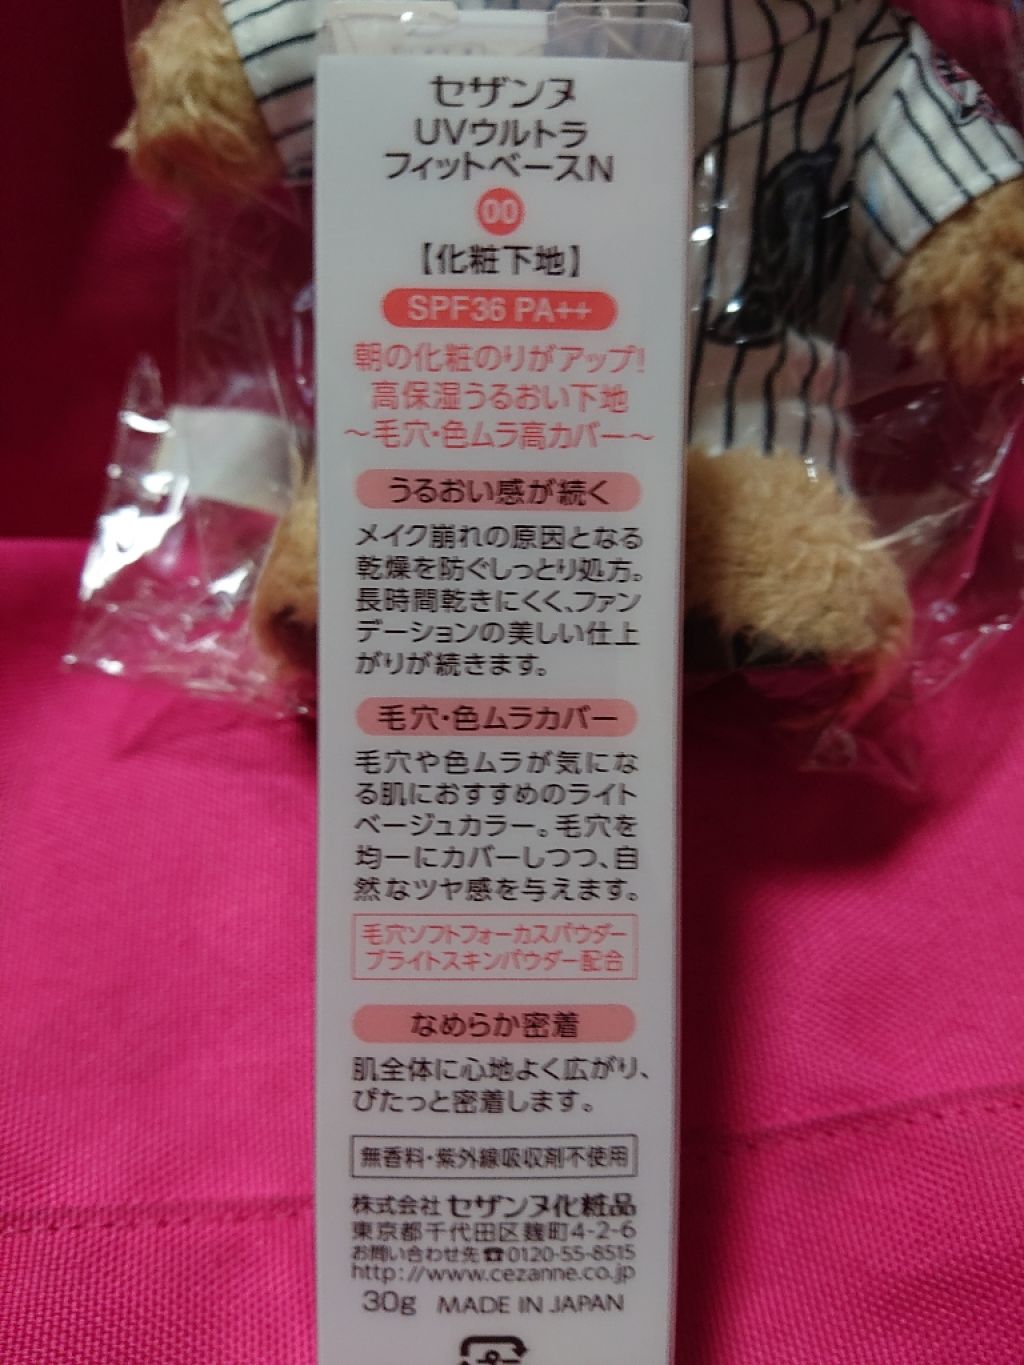 セザンヌ
UVウルトラ
フィットベースN
00
【化粧下地】
SPF36 PA++
朝の化粧のりがアップ!
高保湿うるおい下地
～毛穴・色ムラ高カバー～
うるおい感が続く
メイク崩れの原因となる
乾燥を防ぐしっとり処方。
長時間乾きにくく、ファン
デーションの美しい仕上
がりが続きます。
毛穴・色ムラカバー
毛穴や色ムラが気にな
る肌におすすめのライト
ベージュカラー。毛穴を
均一にカバーしつつ、自
然なツヤ感を与えます。
毛穴ソフトフォーカスパウダー
ブライトスキンパウダー配合
なめらか密着
肌全体に心地よく広がり、
ぴたっと密着します。
無香料・紫外線吸収剤不使用
株式会社 セザンヌ化粧品
東京都千代田区麹町4-2-6
お問い合わせ先☎0120-55-8515
http://www.cezanne.co.jp
30g MADE IN JAPAN